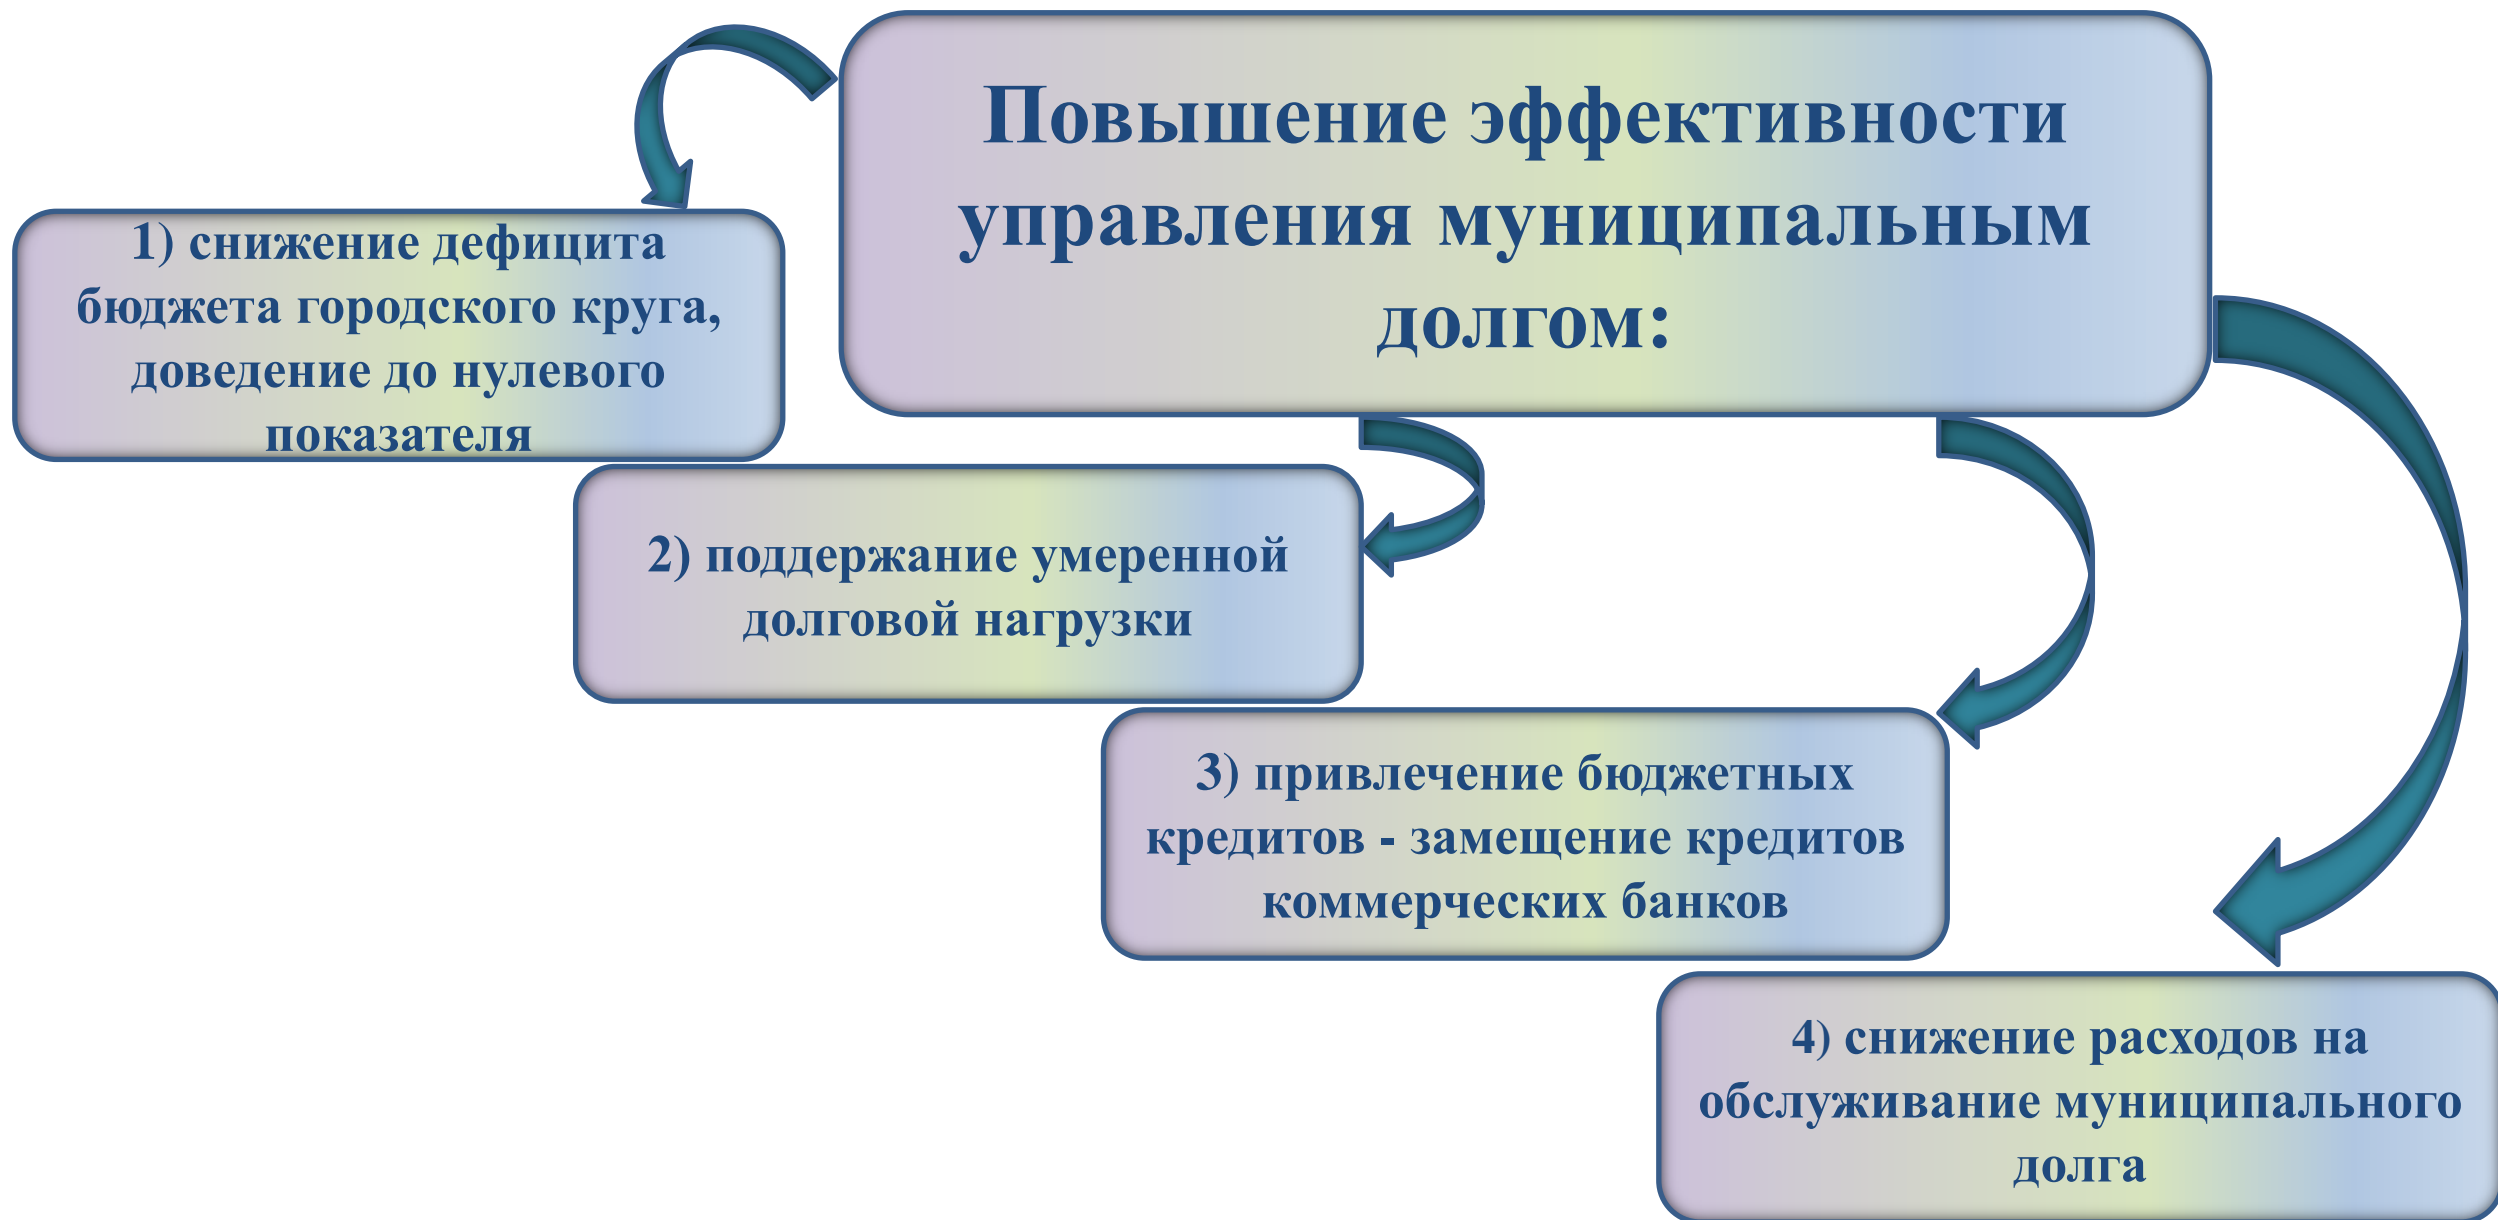 Повышение эффективности
управления муниципальным
долгом:
1) снижение дефицита
бюджета городского круга,
доведение до нулевого
показателя
2) поддержание умеренной
долговой нагрузки
3) привлечение бюджетных
кредитов - замещение кредитов
коммерческих банков
4) снижение расходов на
обслуживание муниципального
долга